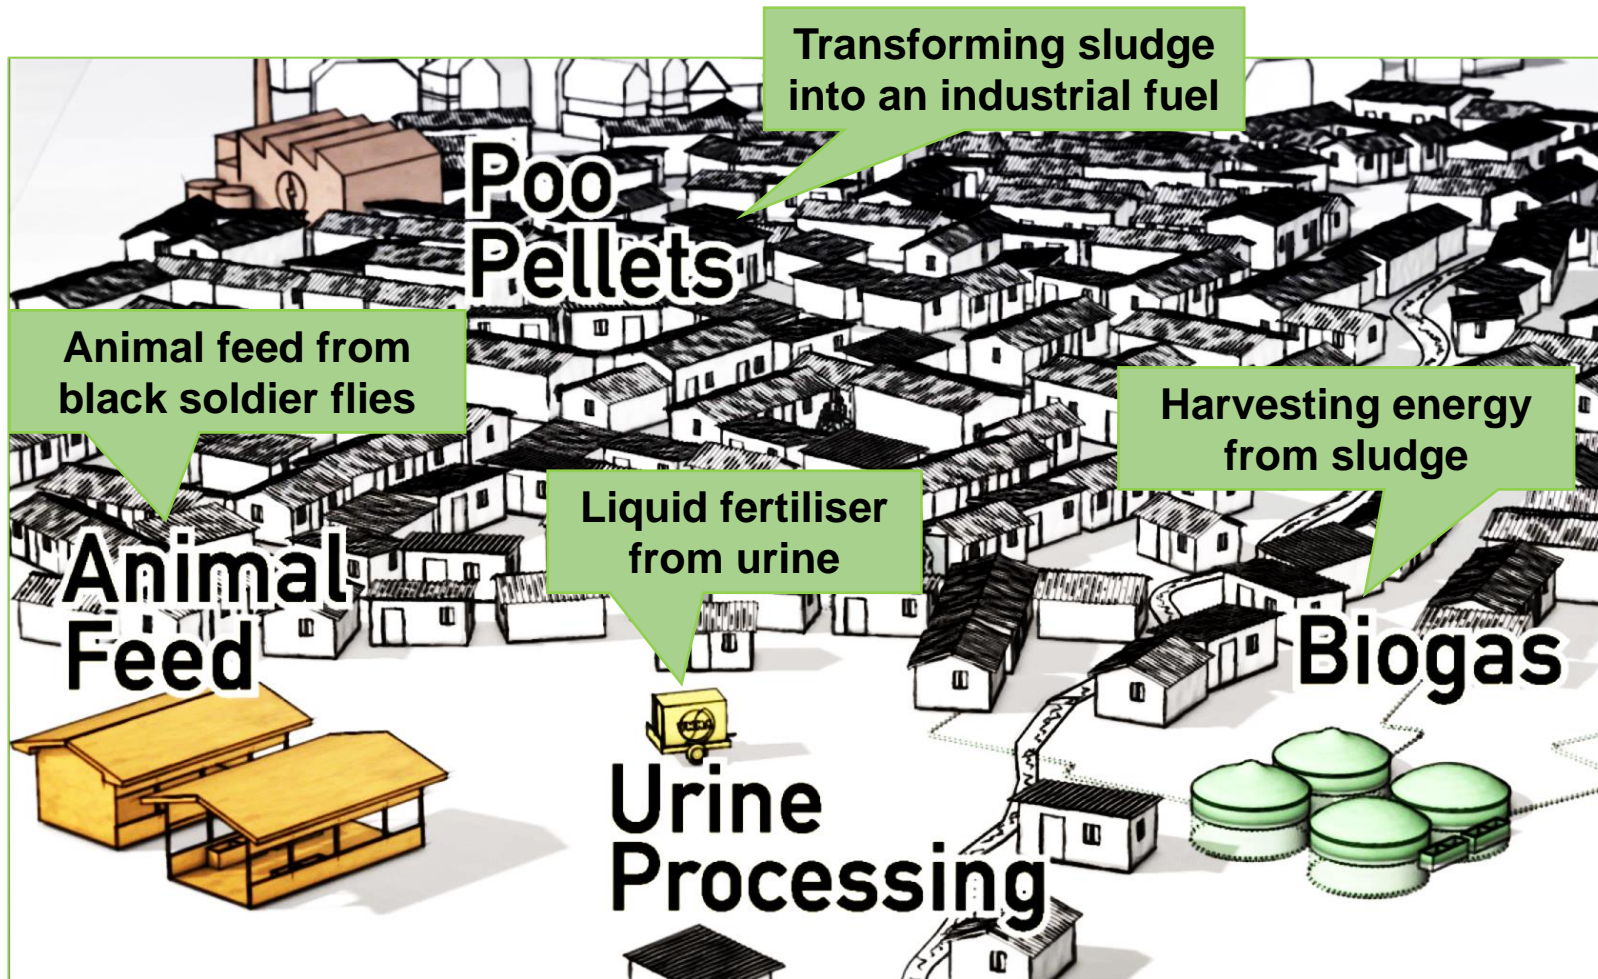 Transforming sludge
into an industrial fuel
Poo
Pellets
Animal feed from
black soldier flies
Harvesting energy
from sludge
Liquid fertiliser
from urine
Animal
Feed
Biogas
Urine
Processing